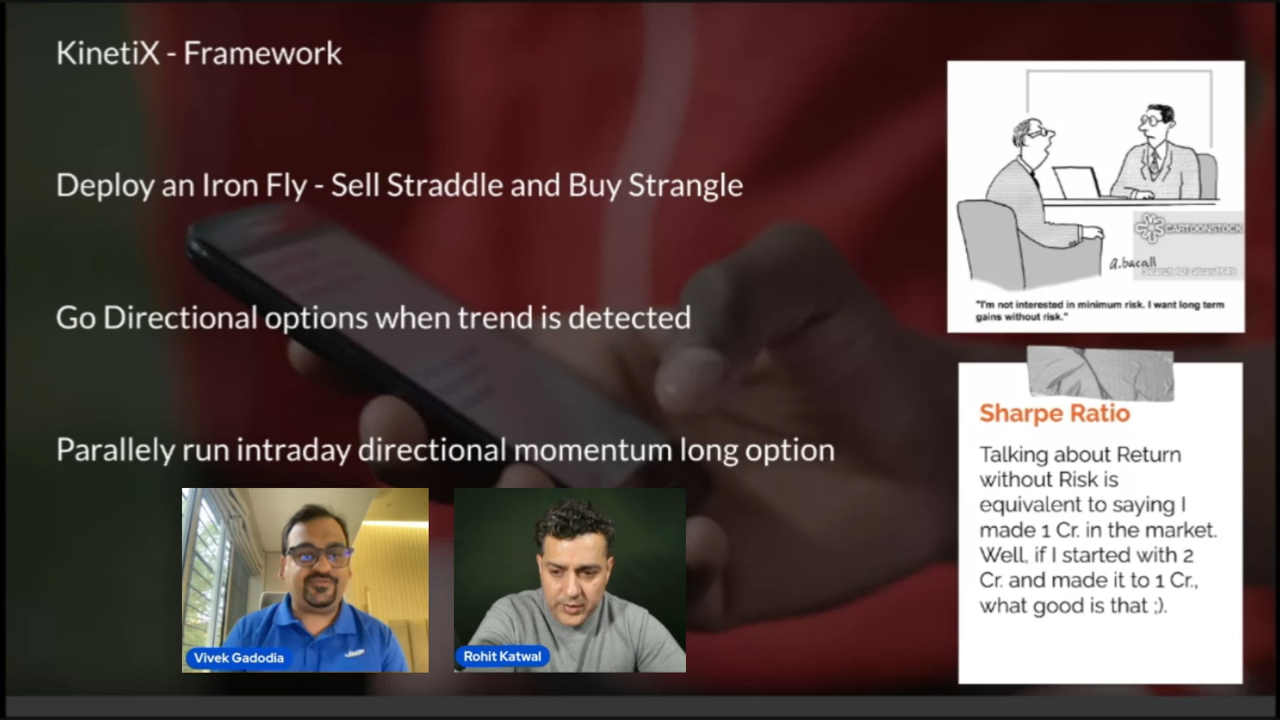 KinetiX - Framework
Deploy an Iron Fly - Sell Straddle and Buy Strangle
Go Directional options when trend is detected
Parallely run intraday directional momentum long option
Vivek Gadodia
Rohit Katwal
CARTOONSTOCK
a.bacall
"I'm not interested in minimum risk. I want long term
gains without risk."
Sharpe Ratio
Talking about Return
without Risk is
equivalent to saying I
made 1 Cr. in the market.
Well, if I started with 2
Cr. and made it to 1 Cr.,
what good is that ;).